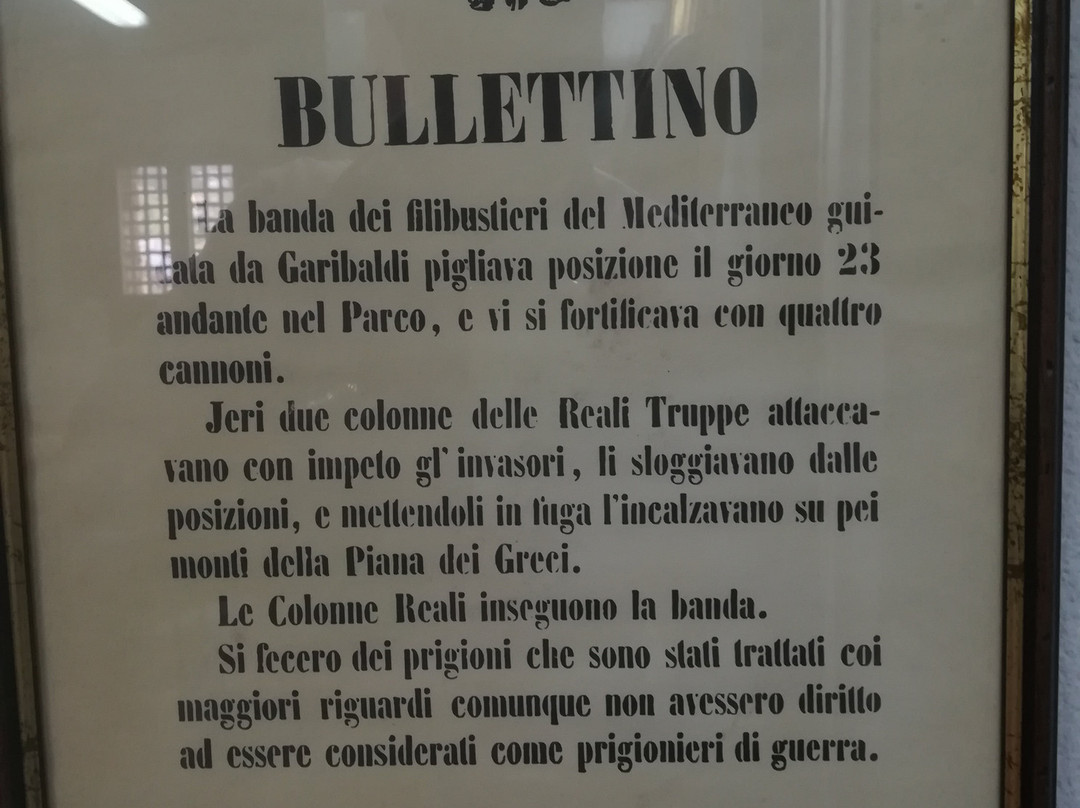 BULLETTINO
La banda dei filibustieri del Mediterraneo gui-
data da Garibaldi pigliava posizione il giorno 23
andante nel Parco, e vi si fortificava con quattro
cannoni.
Jeri due colonne delle Reali Truppe attacca-
vano con impeto gl' invasori, li sloggiavano dalle
posizioni, e mettendoli in fuga l'incalzavano su pei
monti della Piana dei Greci.
Le Colonne Reali inseguono la banda.
Si fecero dei prigioni che sono stati trattati coi
maggiori riguardi comunque non avessero diritto
ad essere considerati come prigionieri di guerra.